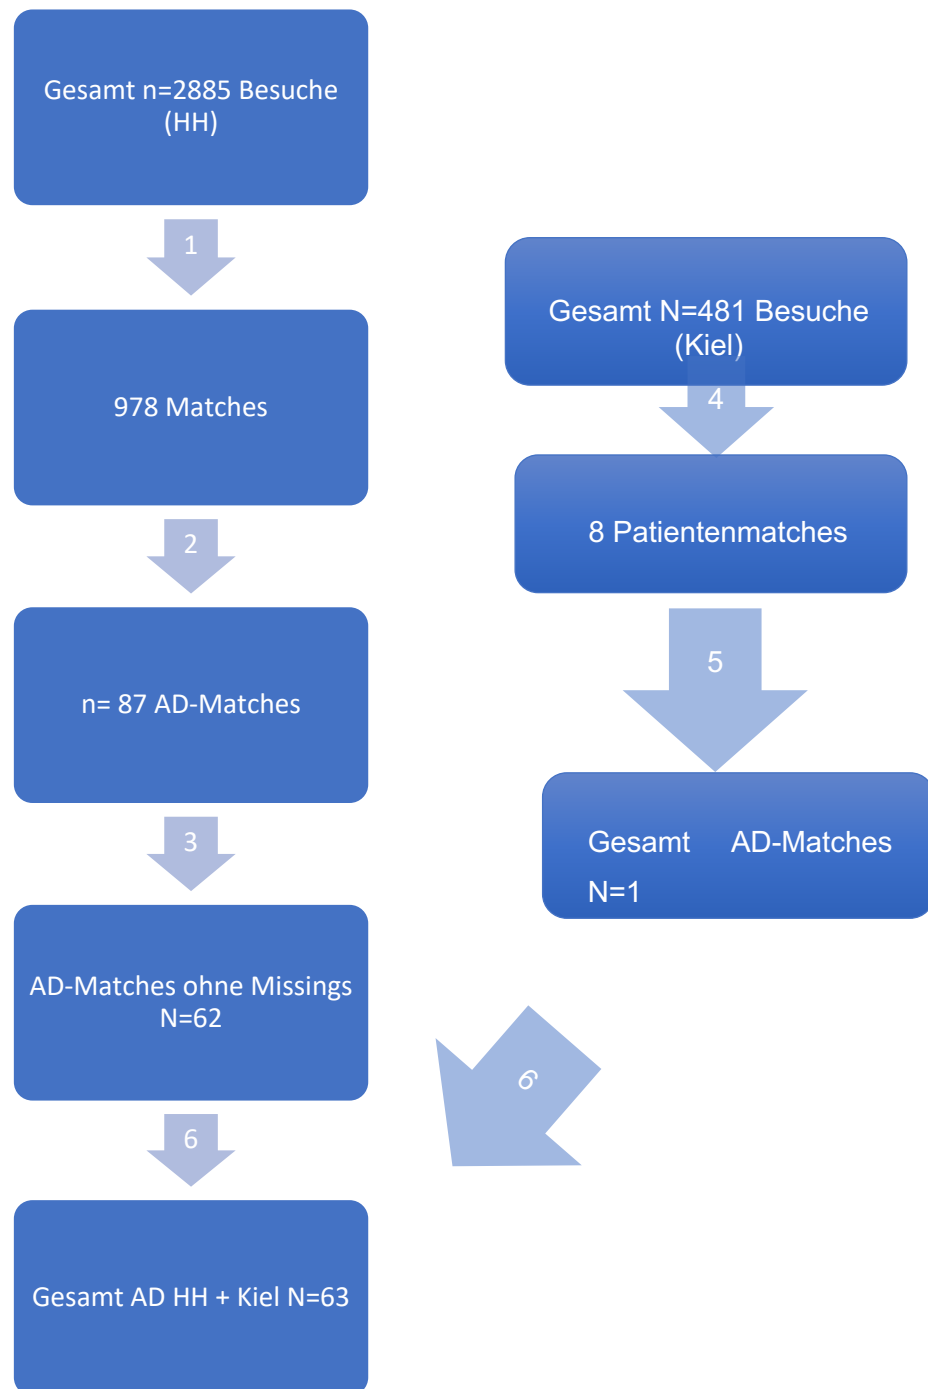 Gesamt n=2885 Besuche
(HH)
1
978 Matches
2
n= 87 AD-Matches
3
AD-Matches ohne Missings
N=62
6
Gesamt AD HH + Kiel N=63
Gesamt N=481 Besuche
(Kiel)
4
8 Patientenmatches
5
Gesamt AD-Matches
N=1
6